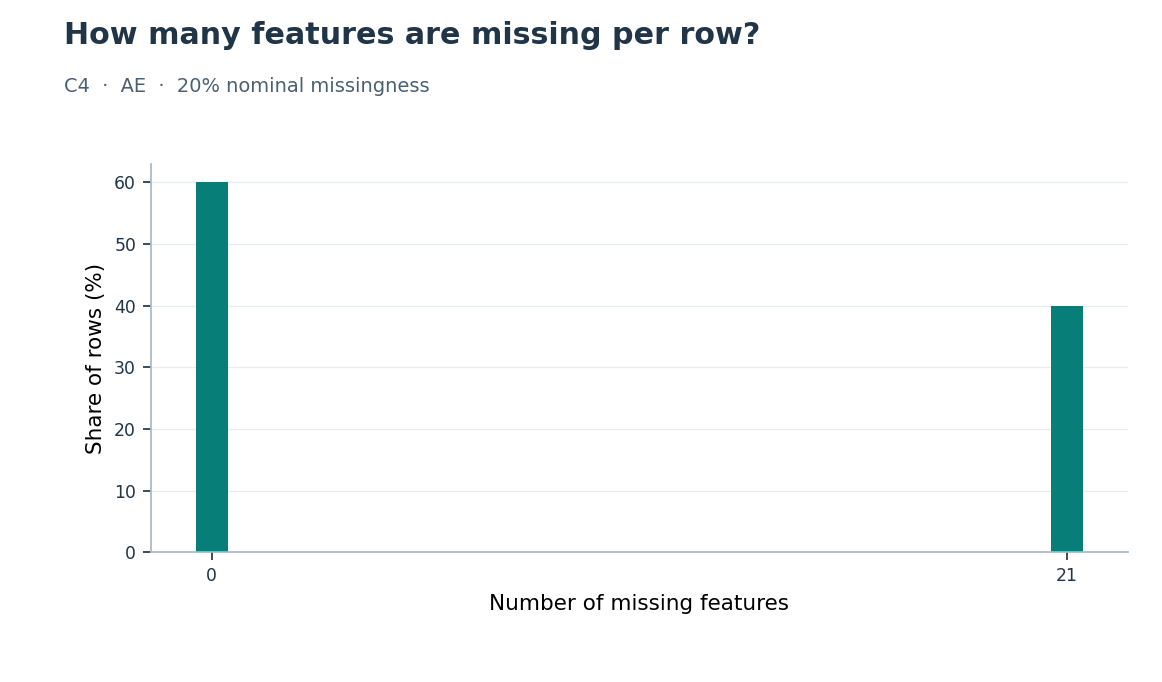 How many features are missing per row?
C4 · AE · 20% nominal missingness
60
50
40
30
20
10
0
Share of rows (%)
0
21
Number of missing features